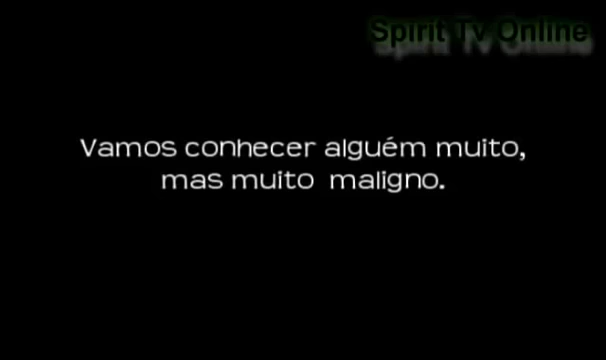 Spirit Tv Online
Vamos conhecer alguém muito,
mas muito maligno.